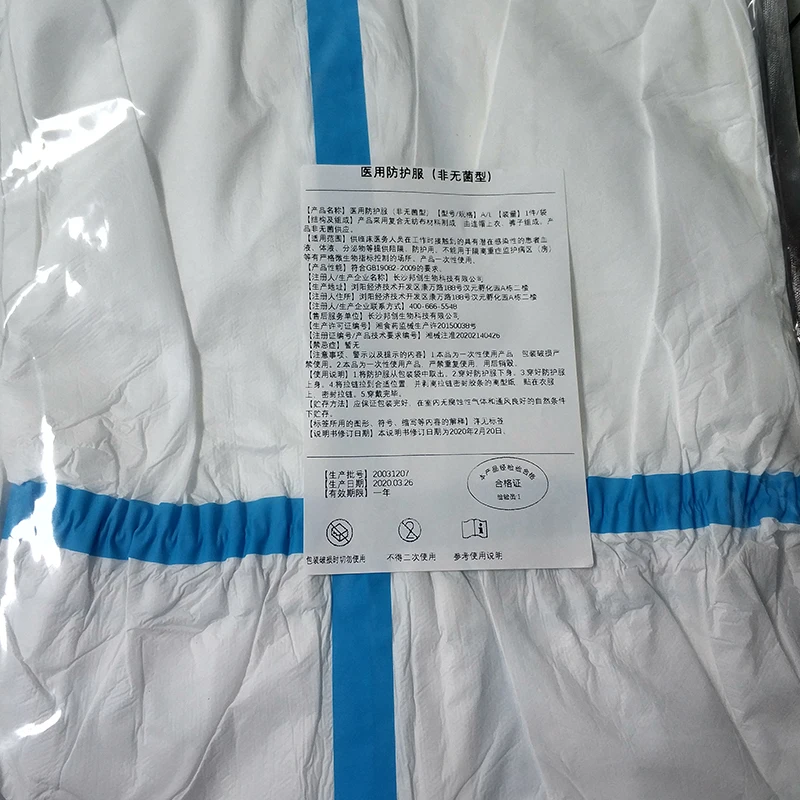 医用防护服（非无菌型）
【产品名称】医用防护服（非无菌型）【型号/规格】A/L【装量】1件/袋
【结构及组成】产品采用复合无纺布材料制成，由连帽上衣、裤子组成。产
品非无菌供应。
【适用范围】供临床医务人员在工作时接触到的具有潜在感染性的患者血
液、体液、分泌物等提供阻隔、防护用。不能用于隔离重症监护病区（房）
等有严格微生物指标控制的场所。产品一次性使用。
【产品性能】符合GB19082-2009的要求。
【注册人/生产企业名称】长沙邦创生物科技有限公司
【生产地址】浏阳经济技术开发区康万路188号汉元孵化园A栋二楼
【注册人住所】浏阳经济技术开发区康万路188号汉元孵化园A栋二楼
【注册人/生产企业联系方式】400-666-5548
【售后服务单位】长沙邦创生物科技有限公司
【生产许可证编号】湘食药监械生产许20150038号
【注册证编号/产品技术要求编号】湘械注准20202140426
【禁忌症】暂无
【注意事项、警示以及提示的内容】1.本品为一次性使用产品，包装破损严
禁使用。2.本品为一次使用产品，严禁重复使用，用后销毁。
【使用说明】1.将防护服从包装袋中取出。2.穿好防护服下身。3.穿好防护服
上身。4.将拉链拉到合适位置，并剥离拉链密封胶条的离型纸，贴在衣服
上，密封拉链。5.穿戴完毕。
【贮存方法】应保证包装完好，在室内无腐蚀性气体和通风良好的自然条件
下贮存。
【标签所用的图形、符号、缩写等内容的解释】详见标签
【说明书修订日期】本说明书修订日期为2020年2月20日。
【生产批号】20031207
【生产日期】2020.03.26
【有效期限】一年
本产品经检验合格
合格证
检验员:1
包装破损时切勿使用
不得二次使用
参考使用说明